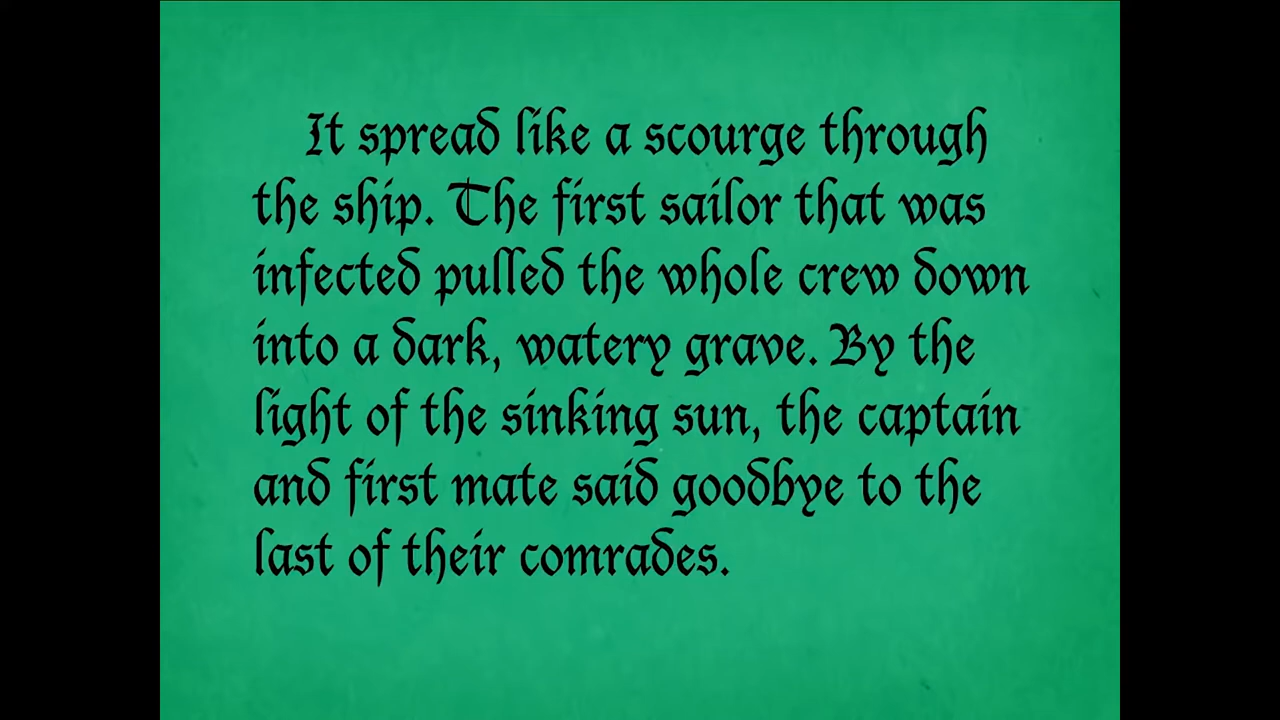 It spread like a scourge through
the ship. The first sailor that was
infected pulled the whole crew down
into a dark, watery grave. By the
light of the sinking sun, the captain
and first mate said goodbye to the
last of their comrades.